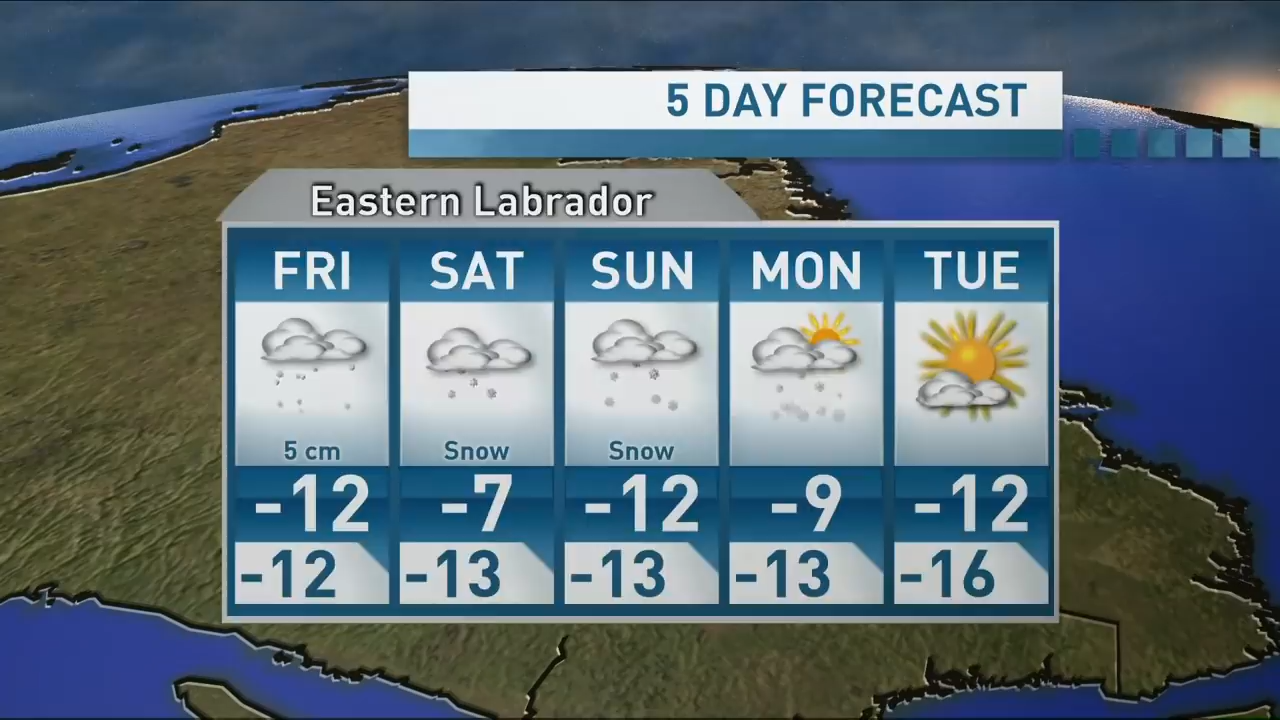 5 DAY FORECAST
Eastern Labrador
FRI SAT SUN MON TUE
5 cm Snow Snow
-12 -7 -12 -9 -12
-12 -13 -13 -13 -16